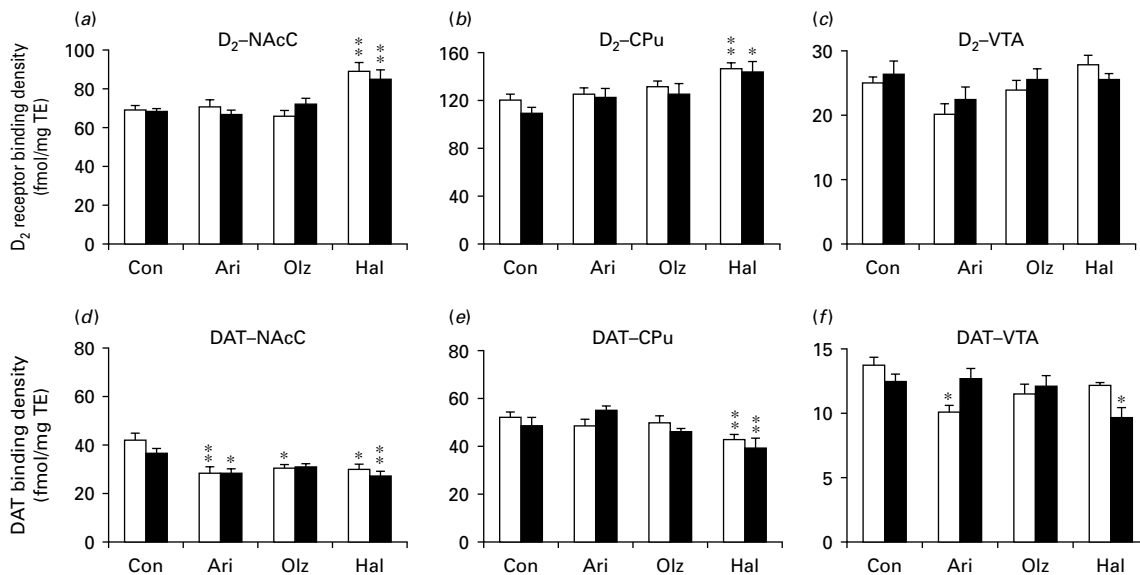 (a)
D₂–NAcC
D₂ receptor binding density
(fmol/mg TE)
100
80
60
40
20
0
** **
Con Ari Olz Hal
(b)
D₂–CPu
160
120
80
40
0
** *
Con Ari Olz Hal
(c)
D₂–VTA
30
20
10
0
Con Ari Olz Hal
(d)
DAT–NAcC
DAT binding density
(fmol/mg TE)
80
60
40
20
0
** * * * **
Con Ari Olz Hal
(e)
DAT–CPu
80
60
40
20
0
** **
Con Ari Olz Hal
(f)
DAT–VTA
15
10
5
0
* *
Con Ari Olz Hal